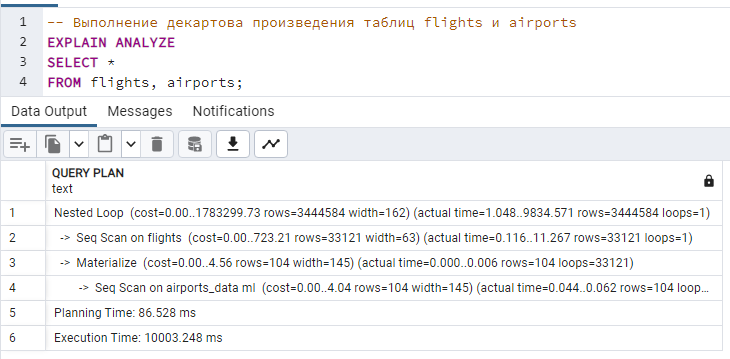 1 -- Выполнение декартова произведения таблиц flights и airports
2 EXPLAIN ANALYZE
3 SELECT *
4 FROM flights, airports;
Data Output Messages Notifications
QUERY PLAN
text
1 Nested Loop (cost=0.00..1783299.73 rows=3444584 width=162) (actual time=1.048..9834.571 rows=3444584 loops=1)
2 -> Seq Scan on flights (cost=0.00..723.21 rows=33121 width=63) (actual time=0.116..11.267 rows=33121 loops=1)
3 -> Materialize (cost=0.00..4.56 rows=104 width=145) (actual time=0.000..0.006 rows=104 loops=33121)
4 -> Seq Scan on airports_data ml (cost=0.00..4.04 rows=104 width=145) (actual time=0.044..0.062 rows=104 loop...
5 Planning Time: 86.528 ms
6 Execution Time: 10003.248 ms